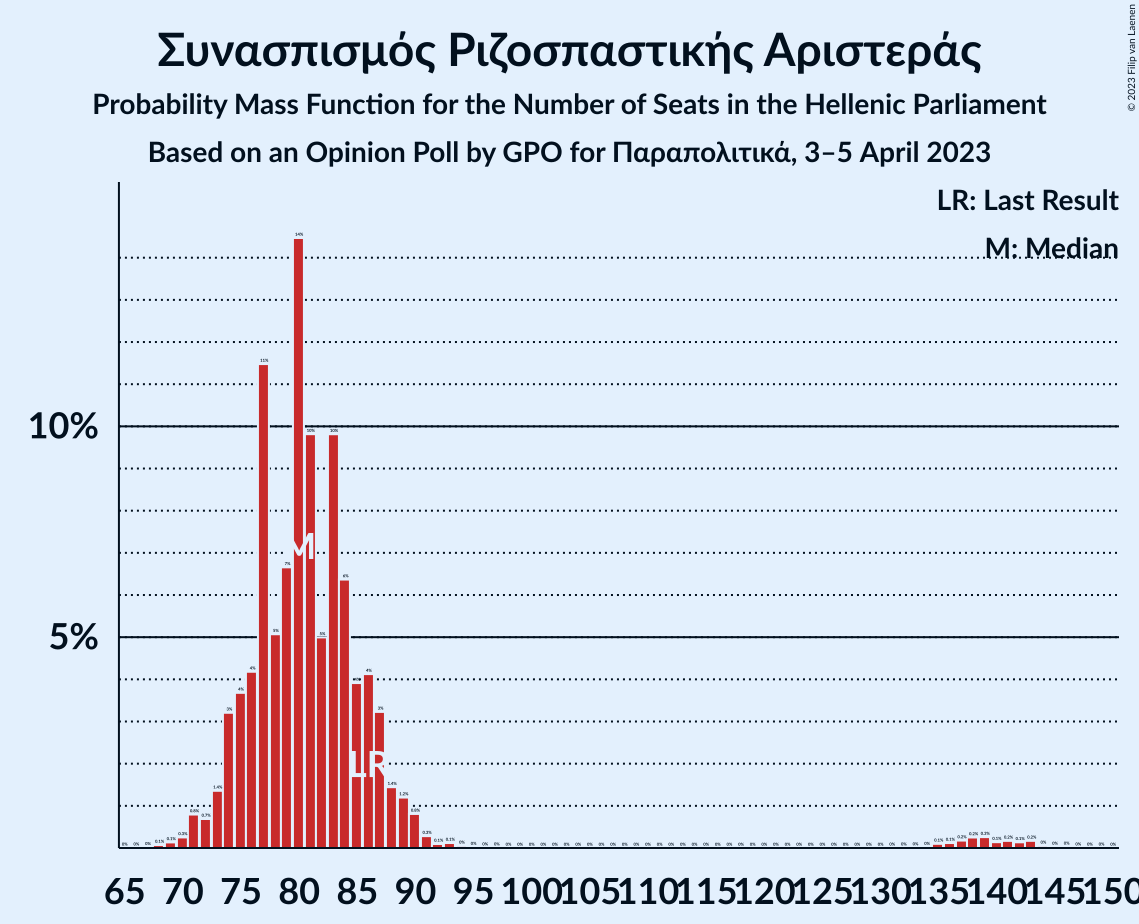 Συνασπισμός Ριζοσπαστικής Αριστεράς
Probability Mass Function for the Number of Seats in the Hellenic Parliament
Based on an Opinion Poll by GPO for Παραπολιτικά, 3–5 April 2023
© 2023 Filip van Laenen
LR: Last Result
M: Median
10%
5%
M
LR
65 70 75 80 85 90 95 100 105 110 115 120 125 130 135 140 145 150